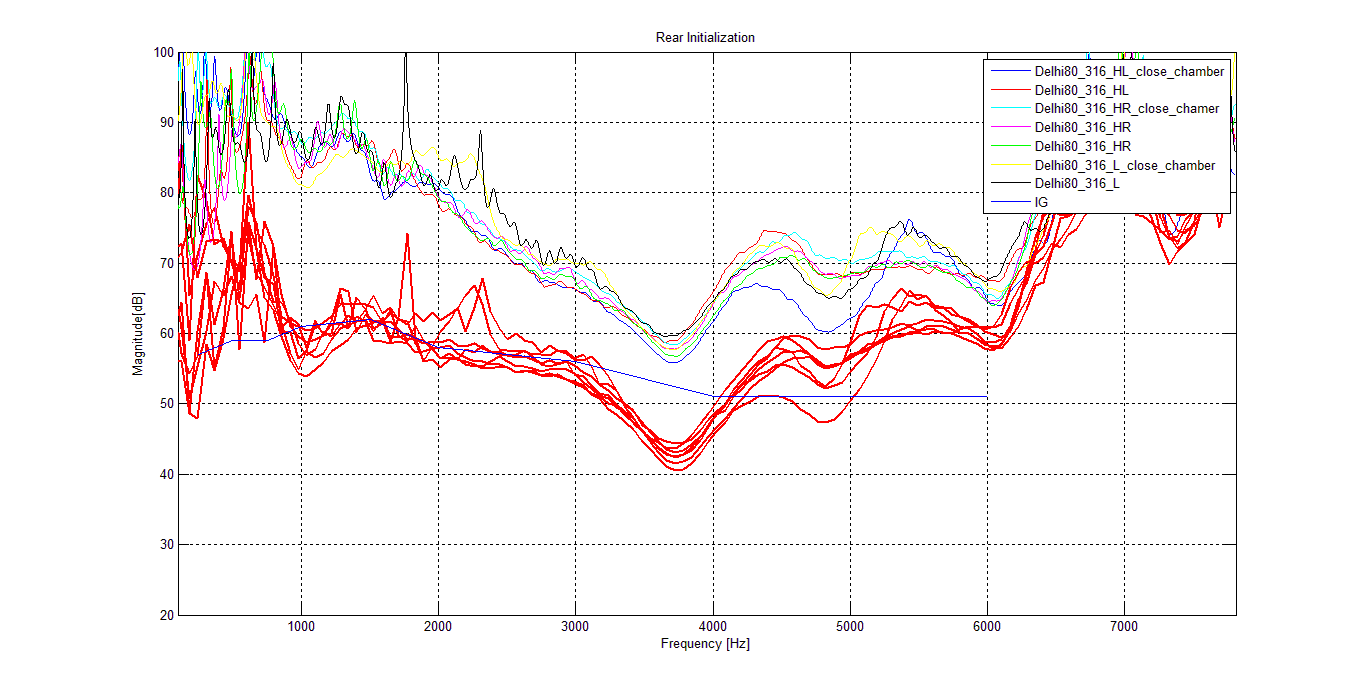 Rear Initialization
100
90
80
70
60
50
40
30
20
Magnitude[dB]
1000 2000 3000 4000 5000 6000 7000
Frequency [Hz]
Delhi80_316_HL_close_chamber
Delhi80_316_HL
Delhi80_316_HR_close_chamer
Delhi80_316_HR
Delhi80_316_HR
Delhi80_316_L_close_chamber
Delhi80_316_L
IG